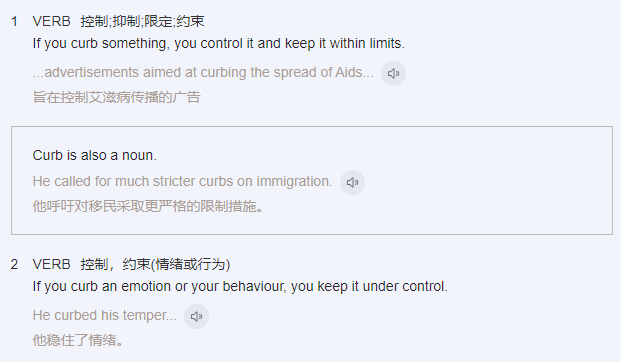 1 VERB 控制;抑制;限定;约束
If you curb something, you control it and keep it within limits.
...advertisements aimed at curbing the spread of Aids...
旨在控制艾滋病传播的广告
Curb is also a noun.
He called for much stricter curbs on immigration.
他呼吁对移民采取更严格的限制措施。
2 VERB 控制，约束(情绪或行为)
If you curb an emotion or your behaviour, you keep it under control.
He curbed his temper...
他稳住了情绪。